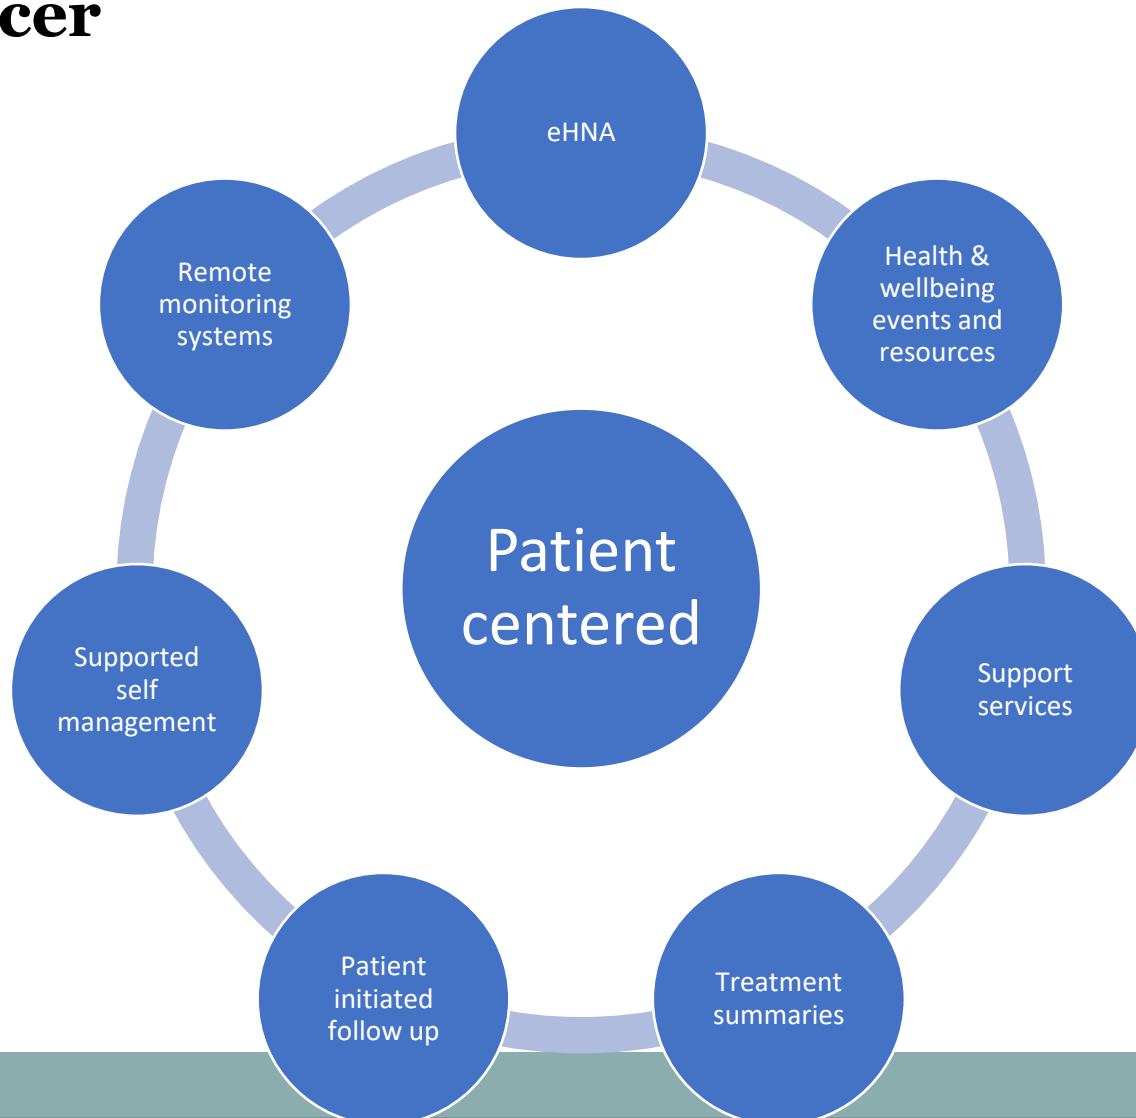 cer
eHNA
Health &
wellbeing
events and
resources
Support
services
Treatment
summaries
Patient
initiated
follow up
Supported
self
management
Remote
monitoring
systems
Patient
centered